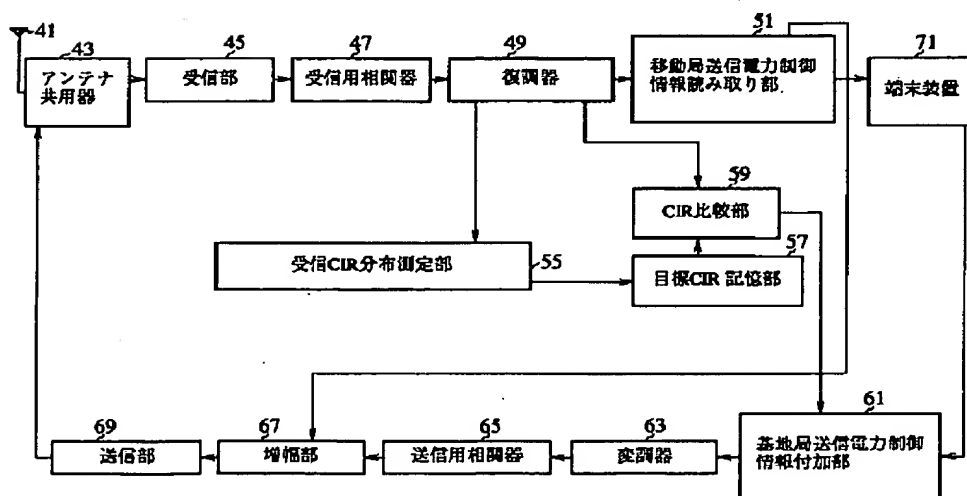 41
43
アンテナ
共用器
45
受信部
47
受信用相関器
49
復調器
51
移動局送信電力制御
情報読み取り部
71
端末装置
59
CIR比較部
受信CIR分布測定部
55
57
目標CIR 記憶部
69
送信部
67
増幅部
65
送信用相関器
63
変調器
61
基地局送信電力制御
情報付加部